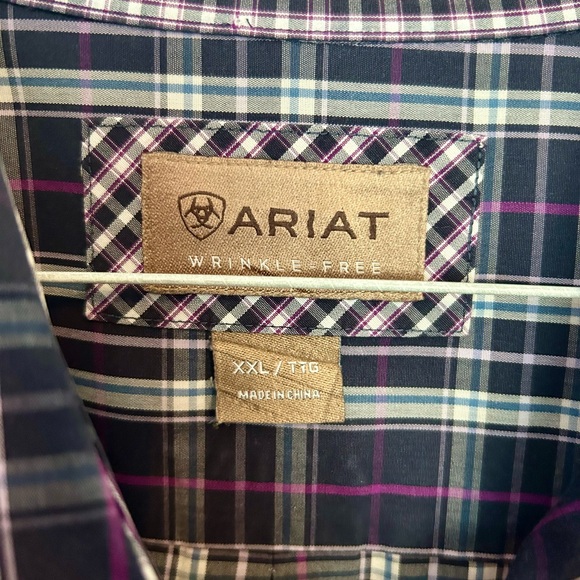 ARIAT
WRINKLE-FREE
XXL / TTG
MADE IN CHINA